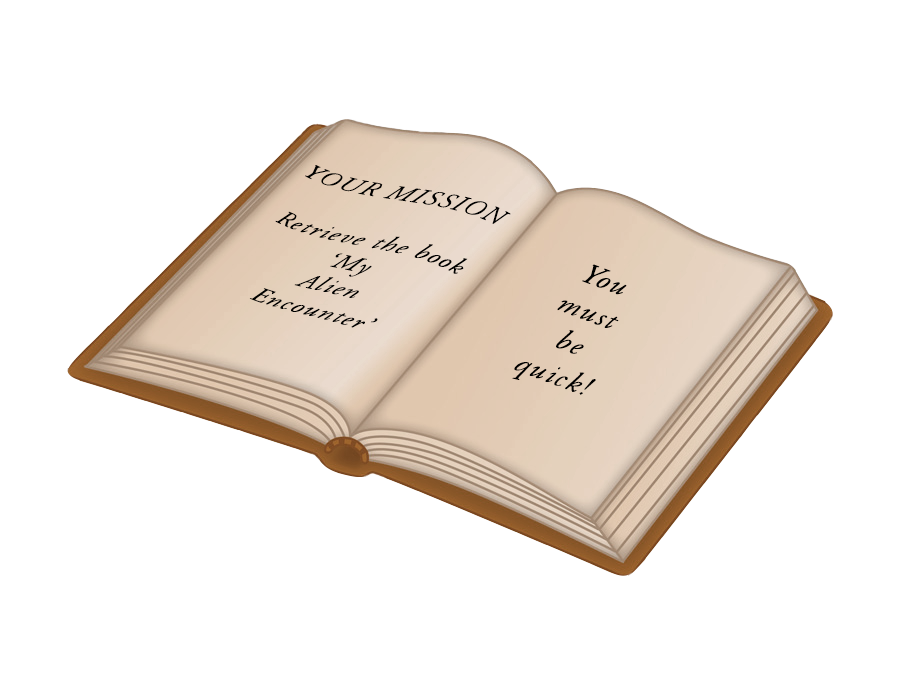 YOUR MISSION
Retrieve the book
‘My
Alien
Encounter’
You
must
be
quick!